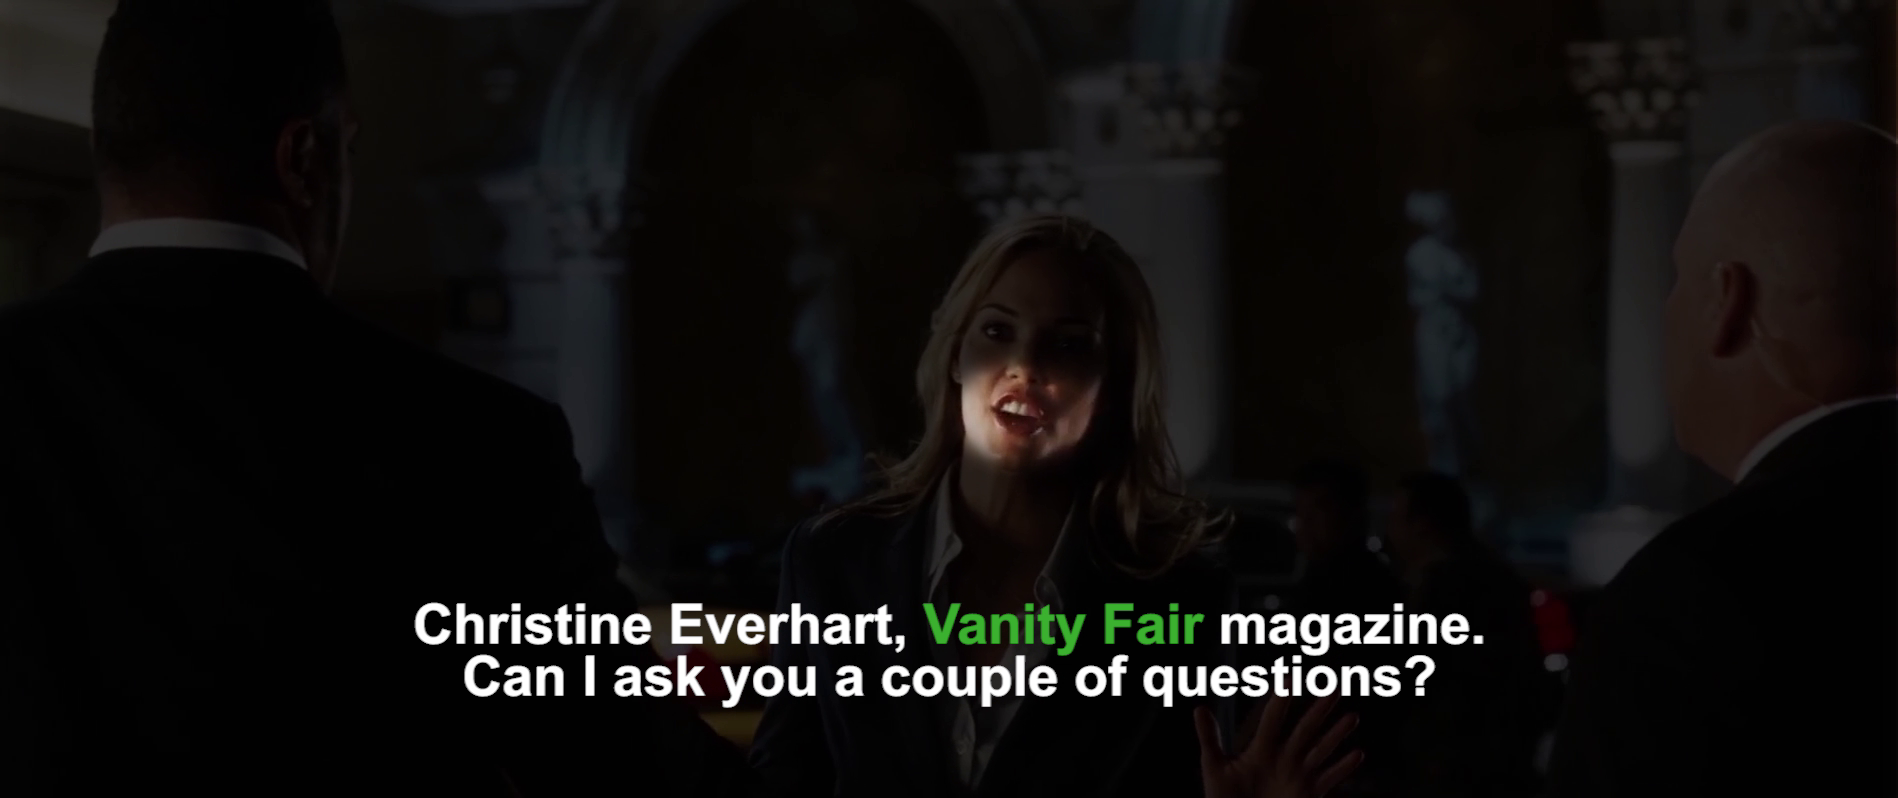 Christine Everhart, Vanity Fair magazine.
Can I ask you a couple of questions?